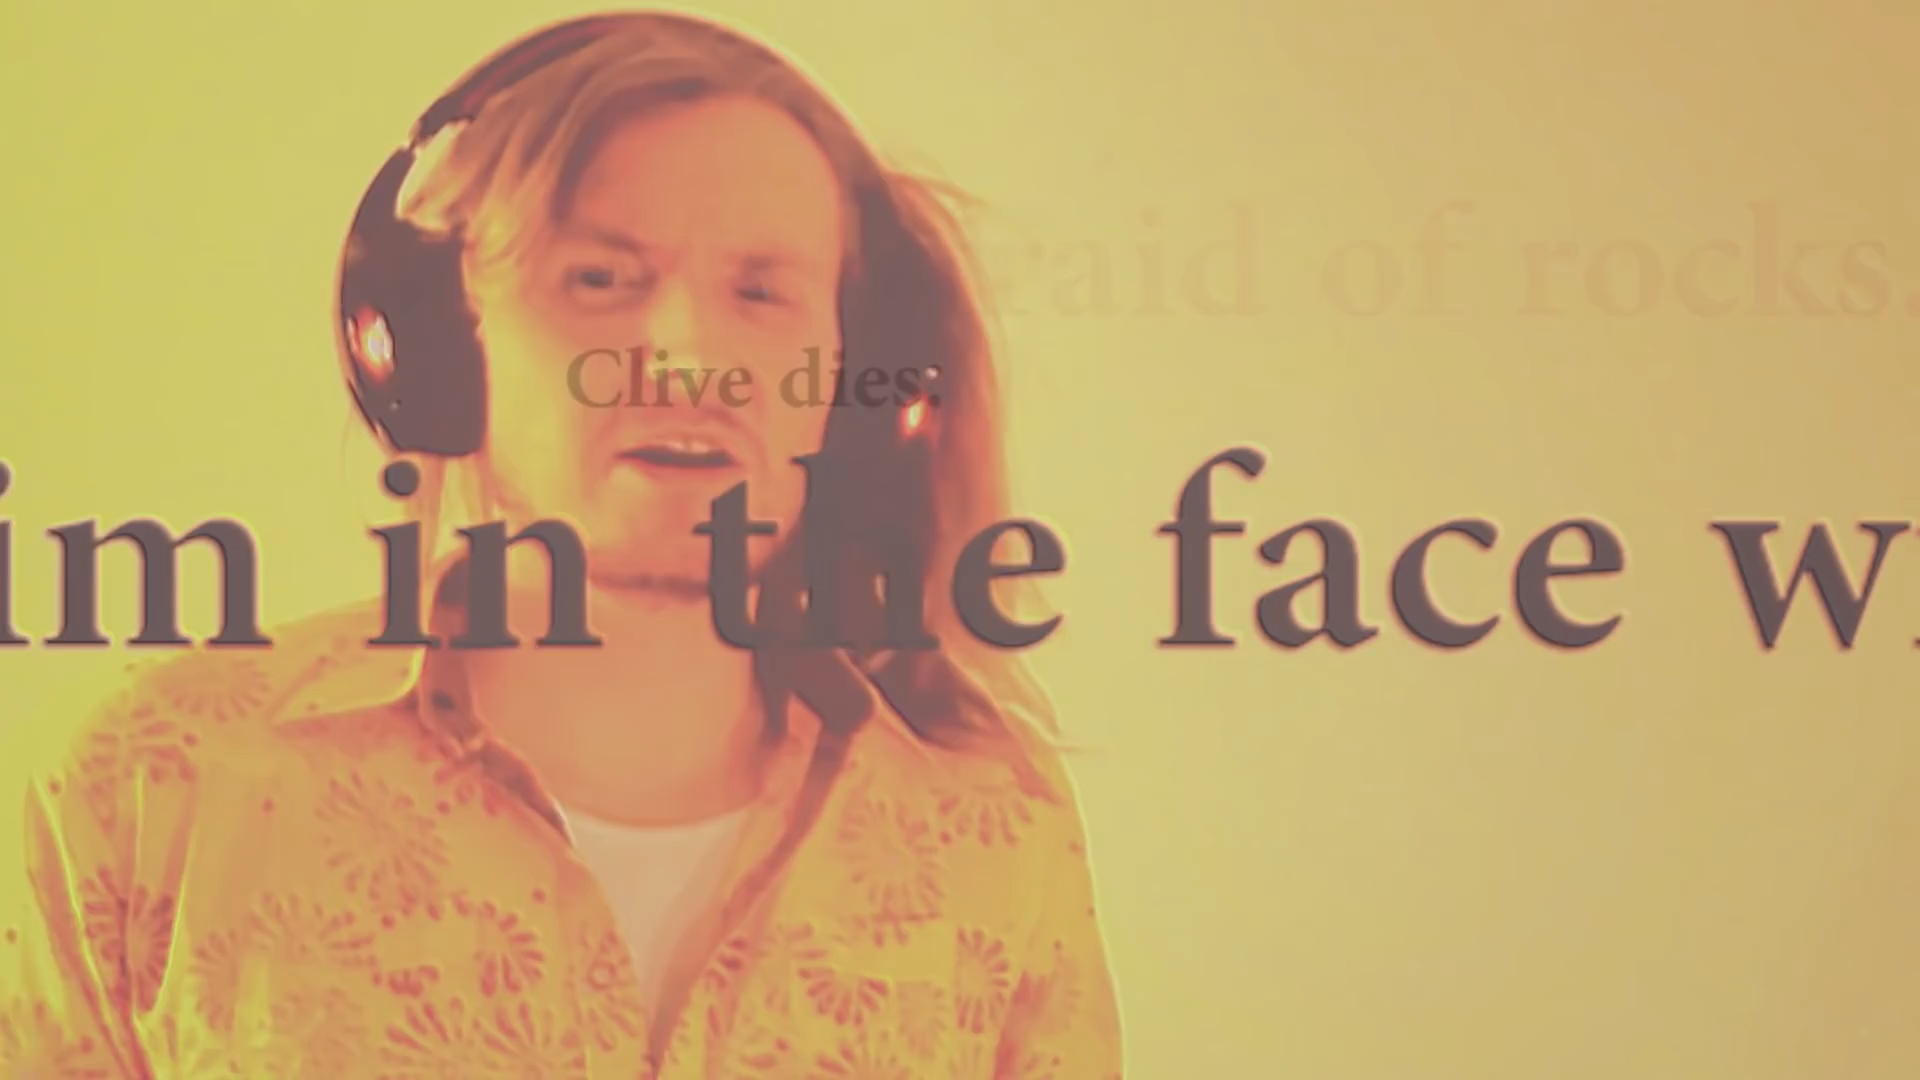 raid of rocks.
Clive dies:
im in the face w